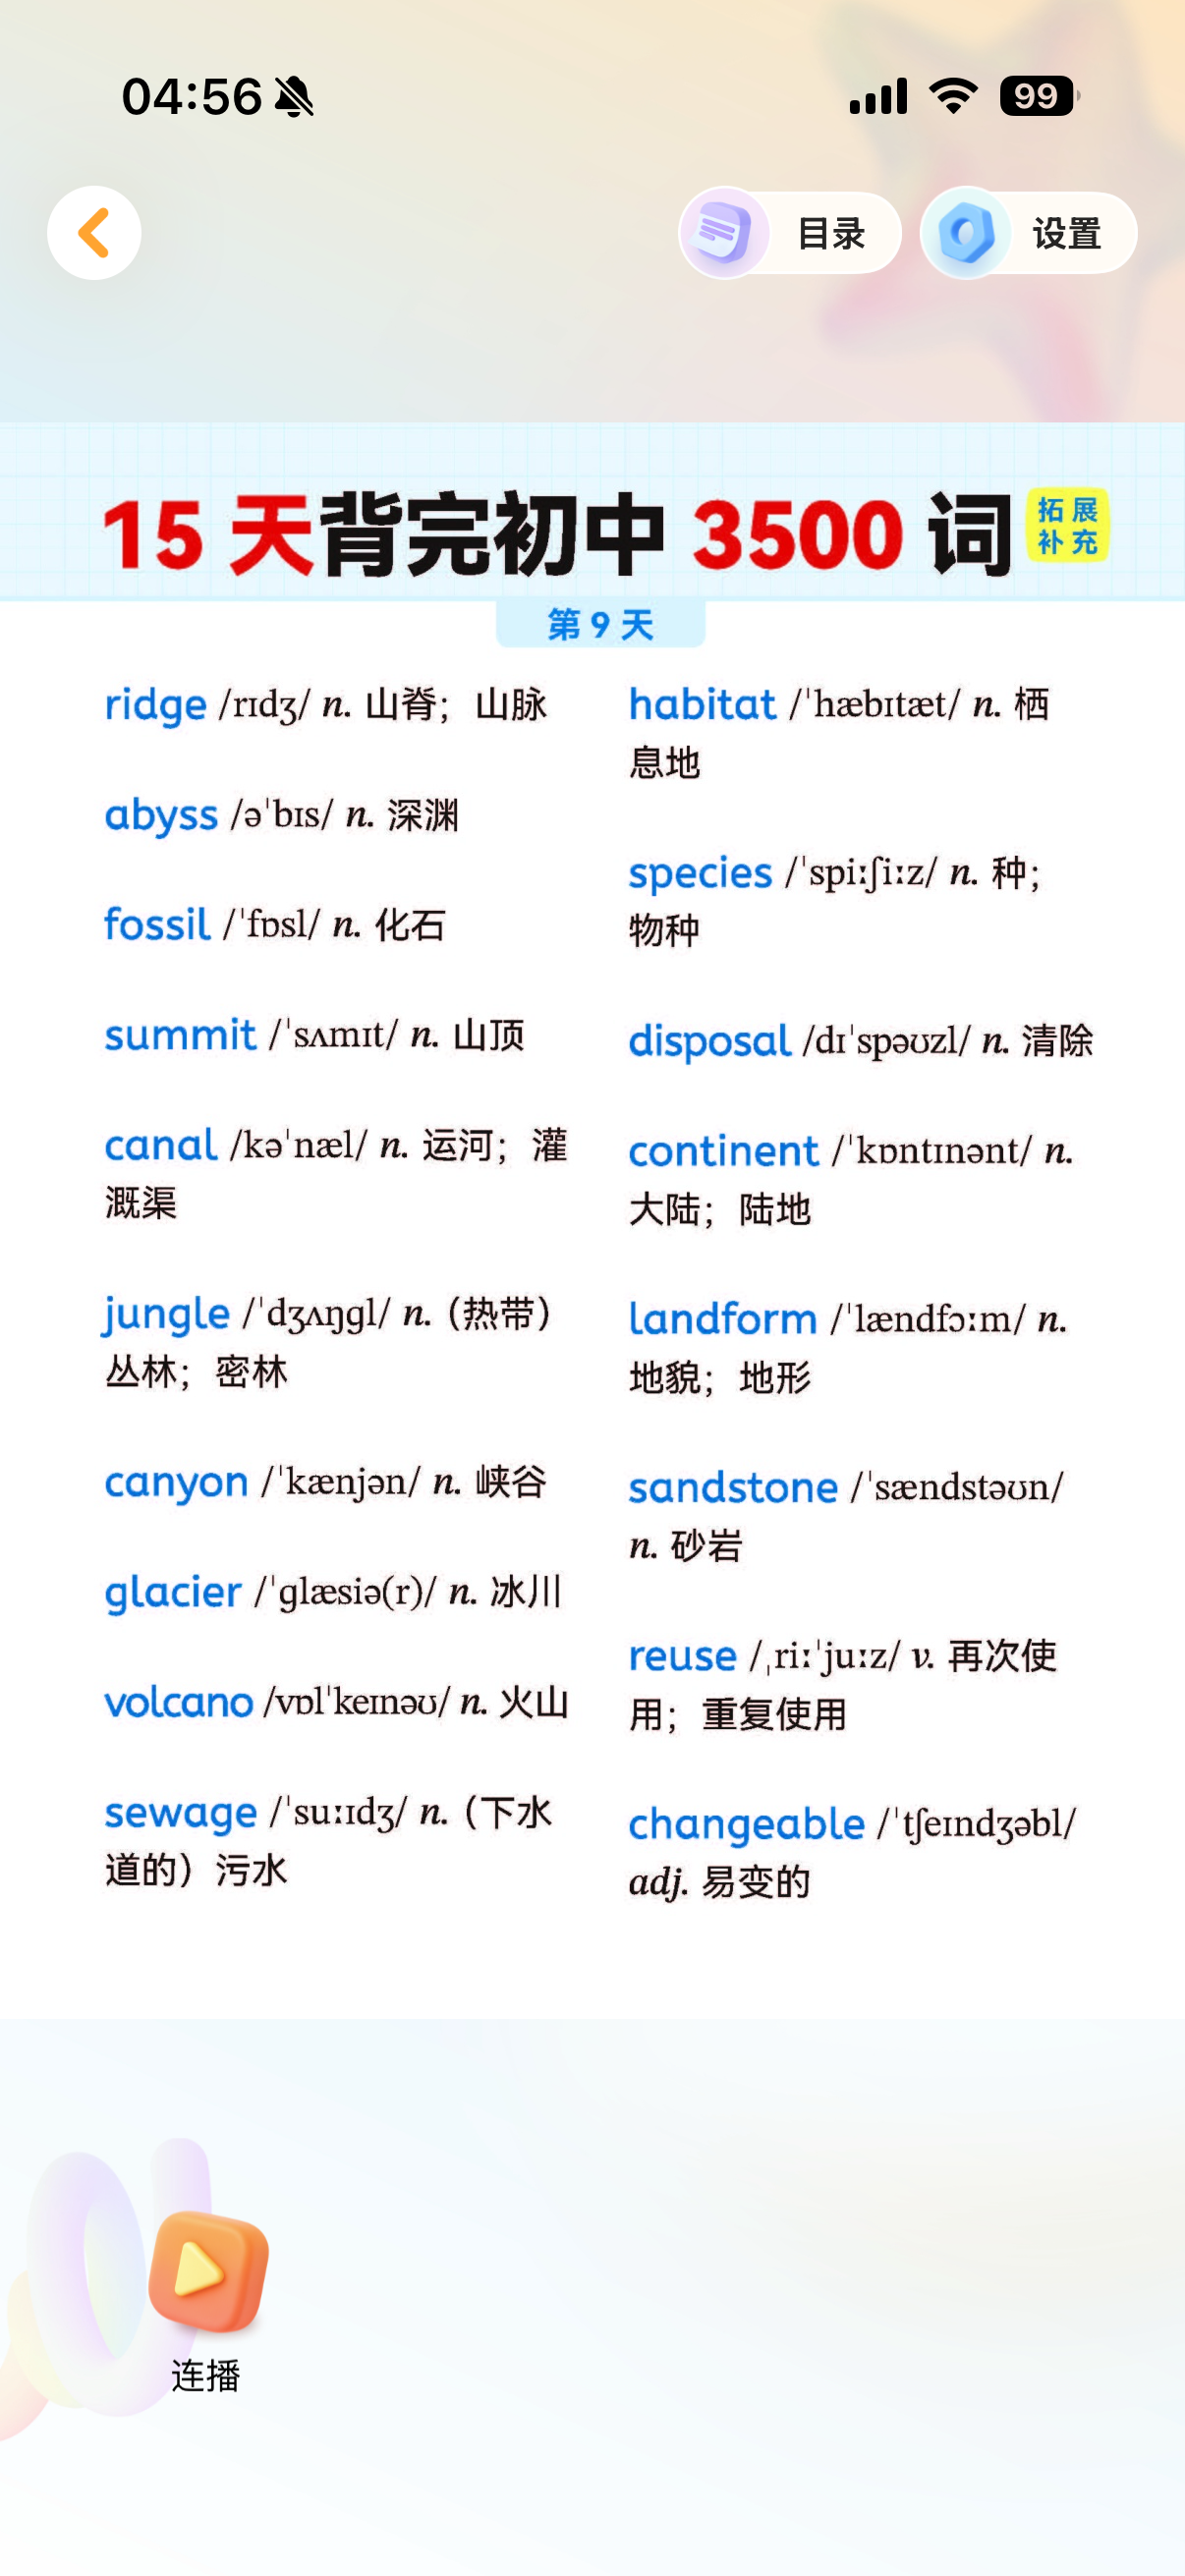 04:56
99
目录
设置
15 天背完初中 3500 词
拓展
补充
第 9 天
ridge /rɪdʒ/ n. 山脊；山脉
abyss /əˈbɪs/ n. 深渊
fossil /ˈfɒsl/ n. 化石
summit /ˈsʌmɪt/ n. 山顶
canal /kəˈnæl/ n. 运河；灌
溉渠
jungle /ˈdʒʌŋɡl/ n.（热带）
丛林；密林
canyon /ˈkænjən/ n. 峡谷
glacier /ˈɡlæsiə(r)/ n. 冰川
volcano /vɒlˈkeɪnəʊ/ n. 火山
sewage /ˈsuːɪdʒ/ n.（下水
道的）污水
habitat /ˈhæbɪtæt/ n. 栖
息地
species /ˈspiːʃiːz/ n. 种；
物种
disposal /dɪˈspəʊzl/ n. 清除
continent /ˈkɒntɪnənt/ n.
大陆；陆地
landform /ˈlændfɔːm/ n.
地貌；地形
sandstone /ˈsændstəʊn/
n. 砂岩
reuse /ˌriːˈjuːz/ v. 再次使
用；重复使用
changeable /ˈtʃeɪndʒəbl/
adj. 易变的
连播